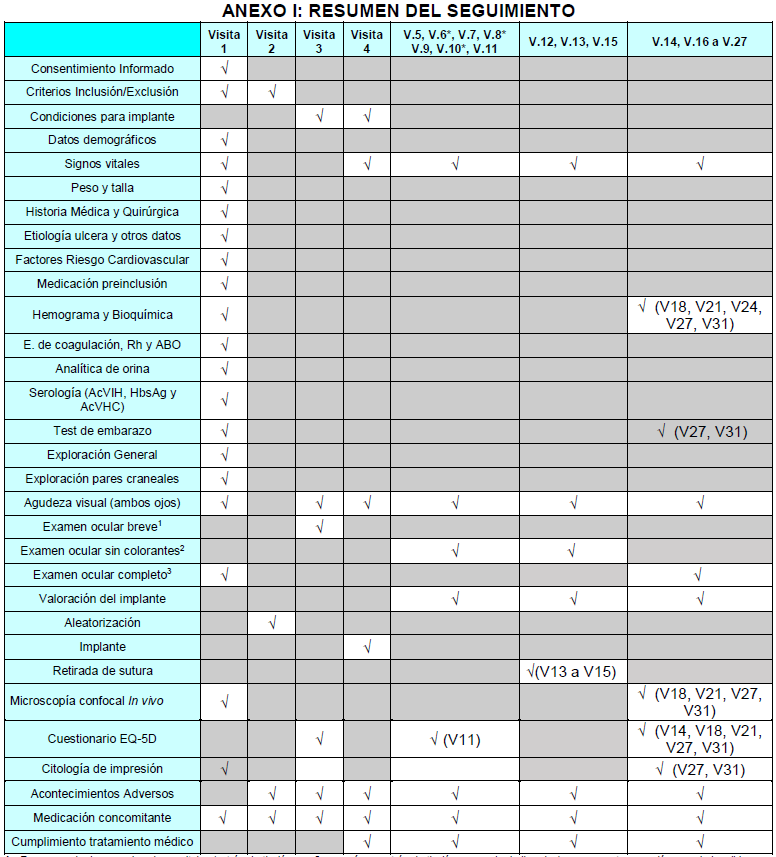 ANEXO I: RESUMEN DEL SEGUIMIENTO
Visita 1 Visita 2 Visita 3 Visita 4 V.5, V.6*, V.7, V.8* V.9, V.10*, V.11 V.12, V.13, V.15 V.14, V.16 a V.27
Consentimiento Informado √
Criterios Inclusión/Exclusión √ √
Condiciones para implante √ √
Datos demográficos √
Signos vitales √ √ √ √ √
Peso y talla √
Historia Médica y Quirúrgica √
Etiología ulcera y otros datos √
Factores Riesgo Cardiovascular √
Medicación preinclusión √
Hemograma y Bioquímica √ √ (V18, V21, V24, V27, V31)
E. de coagulación, Rh y ABO √
Analítica de orina √
Serología (AcVIH, HbsAg y AcVHC) √
Test de embarazo √ √ (V27, V31)
Exploración General √
Exploración pares craneales √
Agudeza visual (ambos ojos) √ √ √ √ √ √
Examen ocular breve1 √
Examen ocular sin colorantes2 √ √
Examen ocular completo3 √ √
Valoración del implante √ √ √
Aleatorización √
Implante √
Retirada de sutura √(V13 a V15)
Microscopía confocal In vivo √ √ (V18, V21, V27, V31)
Cuestionario EQ-5D √ √ (V11) √ (V14, V18, V21, V27, V31)
Citología de impresión √ √ (V27, V31)
Acontecimientos Adversos √ √ √ √ √ √
Medicación concomitante √ √ √ √ √ √ √
Cumplimiento tratamiento médico √ √ √ √